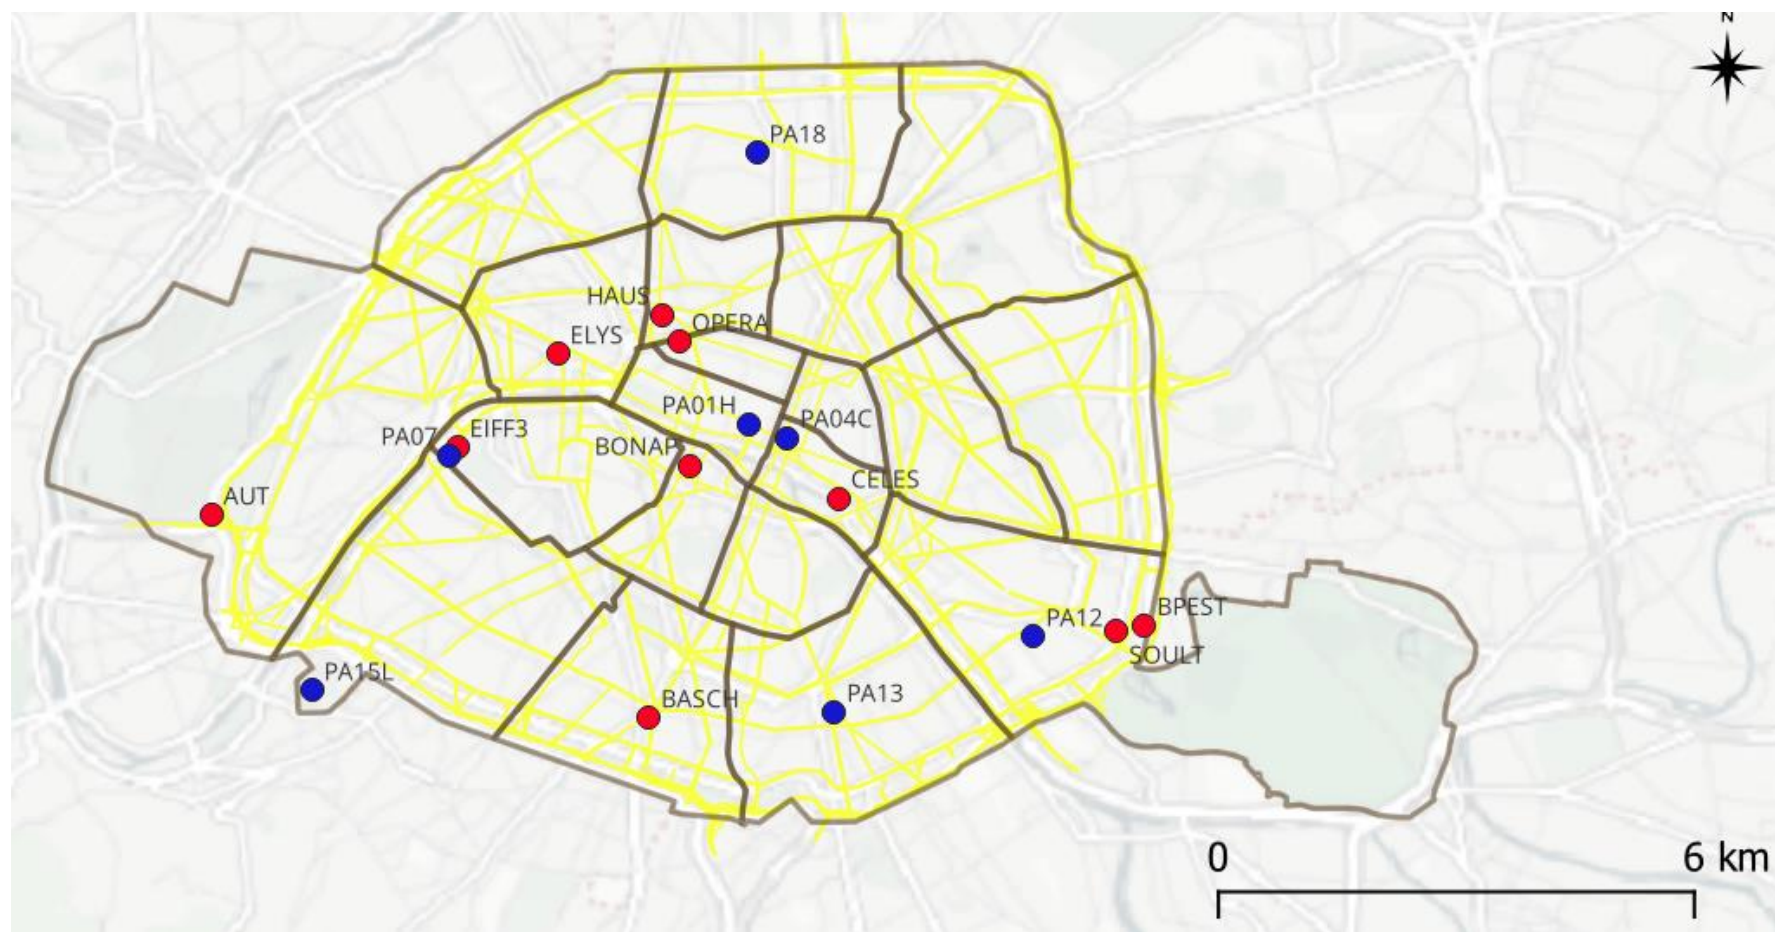 N
PA18
HAUS
OPERA
ELYS
PA01H
PA04C
PA07
EIFF3
BONAP
CELES
AUT
BPEST
PA12
SOULT
PA15L
BASCH
PA13
0
6 km